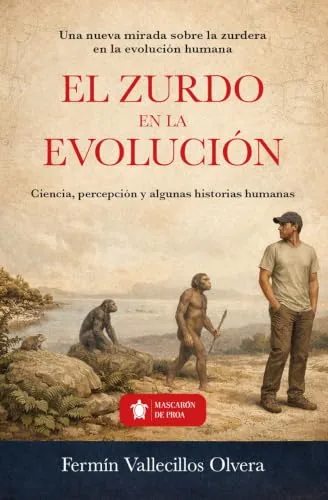 Una nueva mirada sobre la zurdera
en la evolución humana
EL ZURDO
EN LA
EVOLUCIÓN
Ciencia, percepción y algunas historias humanas
MASCARÓN
DE PROA
Fermín Vallecillos Olvera